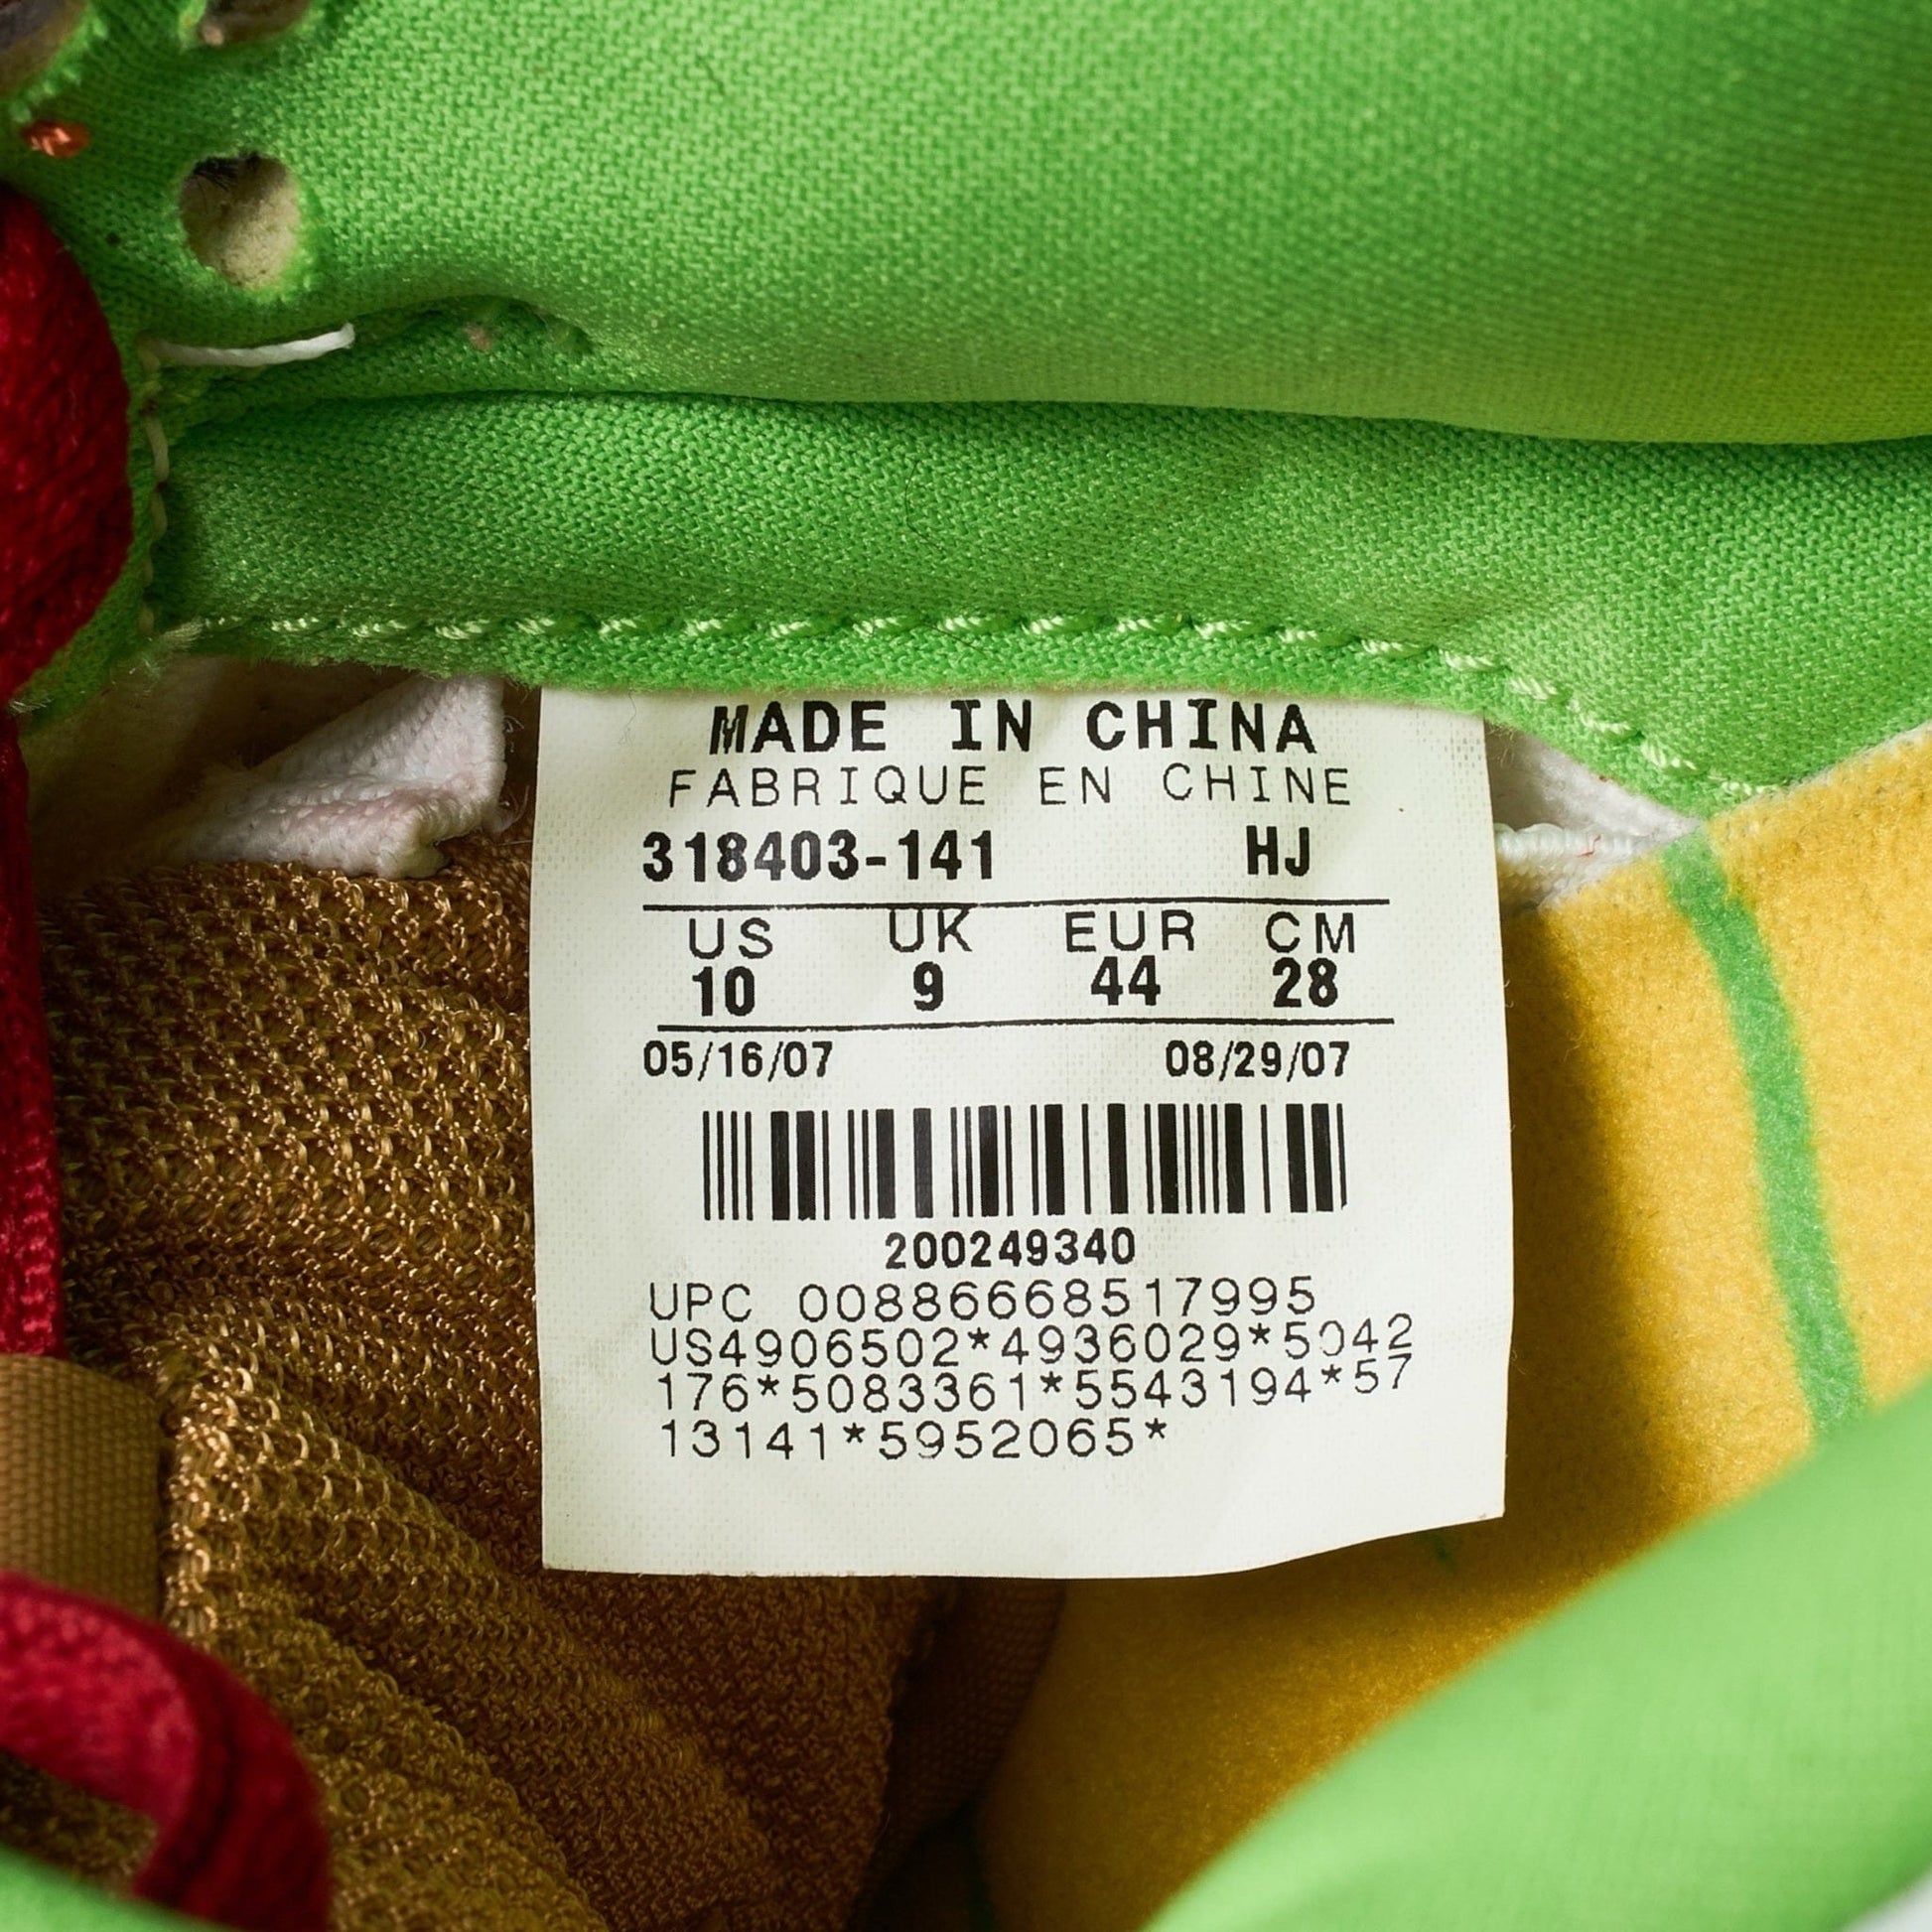 MADE IN CHINA
FABRIQUE EN CHINE
318403-141 HJ
US UK EUR CM
10 9 44 28
05/16/07 08/29/07
200249340
UPC 00886668517995
US4906502*4936029*5042
176*5083361*5543194*57
13141*5952065*